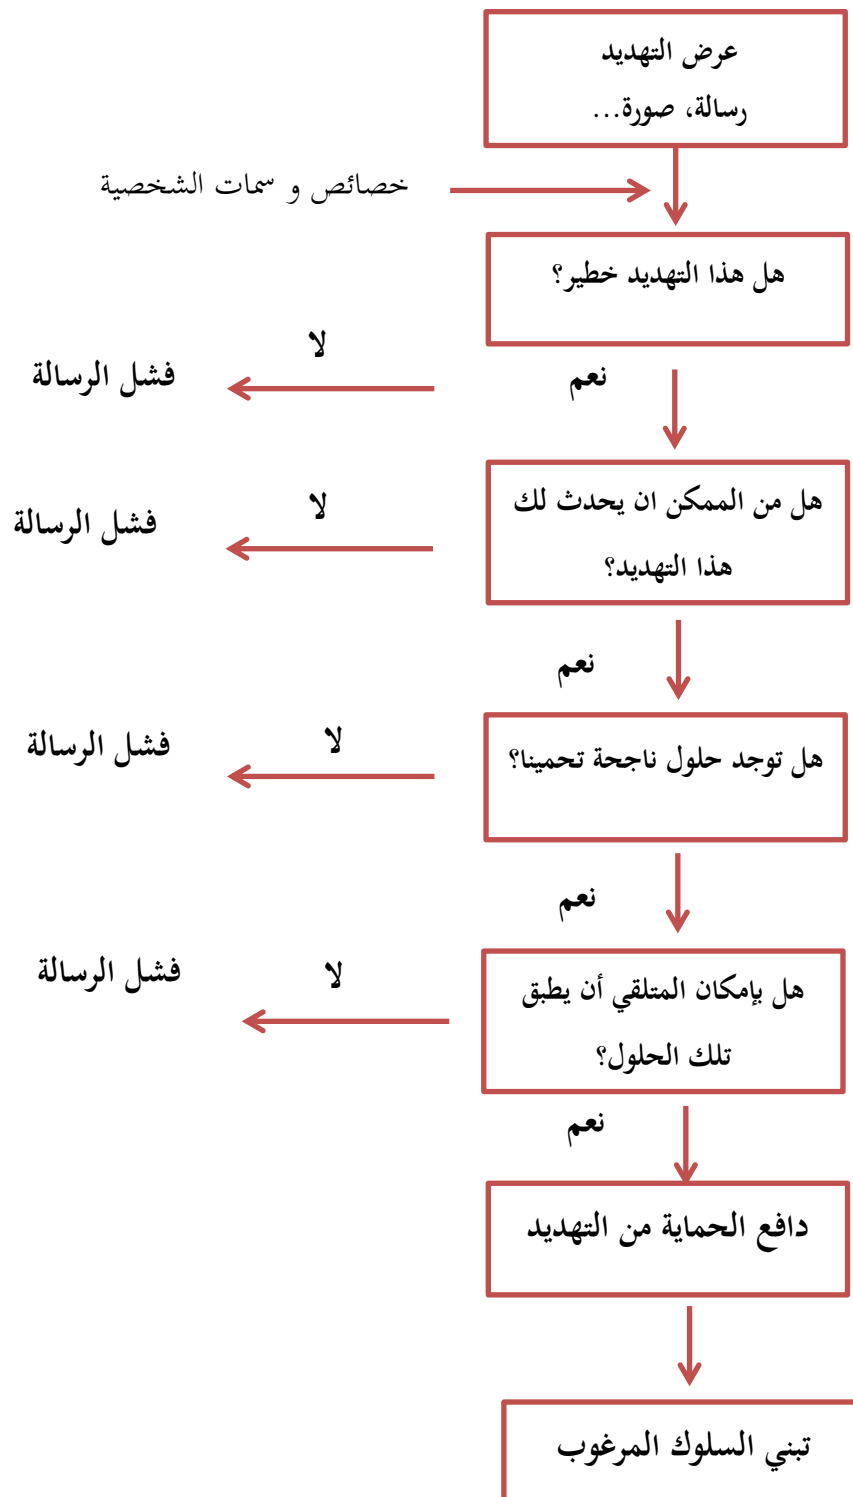 عرض التهديد
رسالة، صورة...
خصائص و سمات الشخصية
هل هذا التهديد خطير؟
لا
فشل الرسالة
نعم
هل من الممكن ان يحدث لك
هذا التهديد؟
لا
فشل الرسالة
نعم
هل توجد حلول ناجحة تحمينا؟
لا
فشل الرسالة
نعم
هل بإمكان المتلقي أن يطبق
تلك الحلول؟
لا
فشل الرسالة
نعم
دافع الحماية من التهديد
تبني السلوك المرغوب